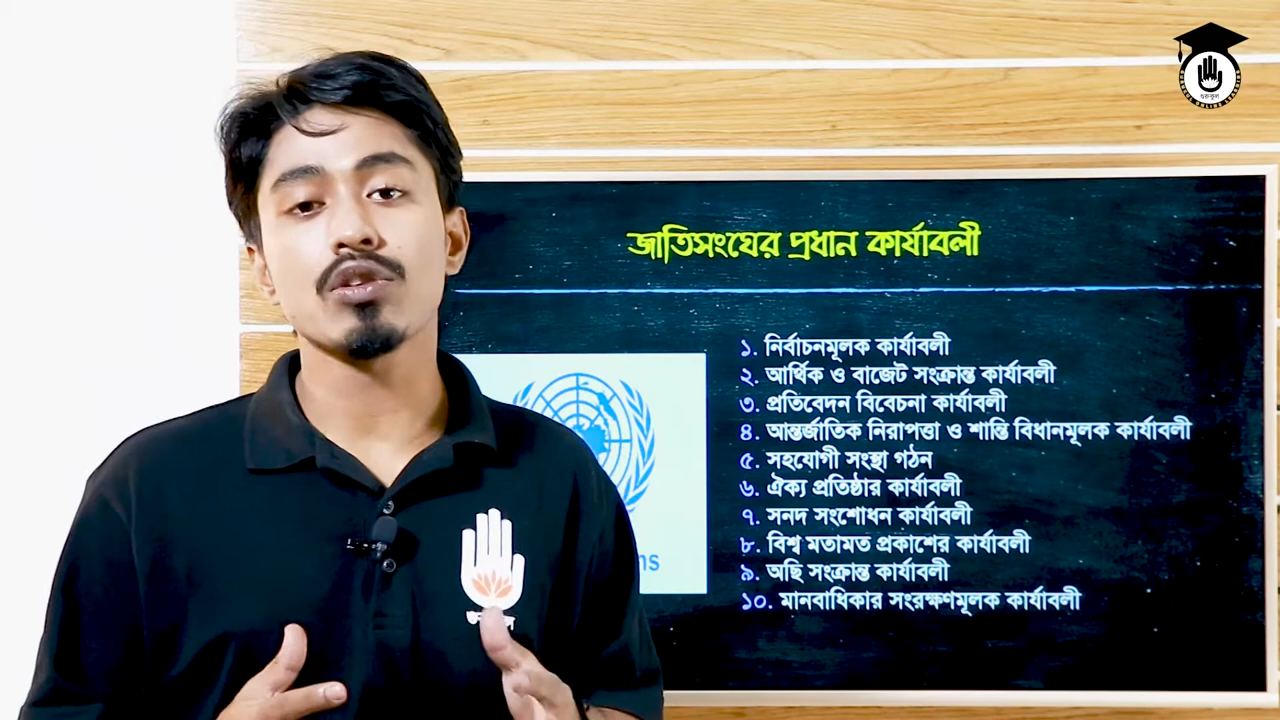 গুরুকুল
জাতিসংঘের প্রধান কার্যাবলী
১. নির্বাচনমূলক কার্যাবলী
২. আর্থিক ও বাজেট সংক্রান্ত কার্যাবলী
৩. প্রতিবেদন বিবেচনা কার্যাবলী
৪. আন্তর্জাতিক নিরাপত্তা ও শান্তি বিধানমূলক কার্যাবলী
৫. সহযোগী সংস্থা গঠন
৬. ঐক্য প্রতিষ্ঠার কার্যাবলী
৭. সনদ সংশোধন কার্যাবলী
৮. বিশ্ব মতামত প্রকাশের কার্যাবলী
৯. অছি সংক্রান্ত কার্যাবলী
১০. মানবাধিকার সংরক্ষণমূলক কার্যাবলী